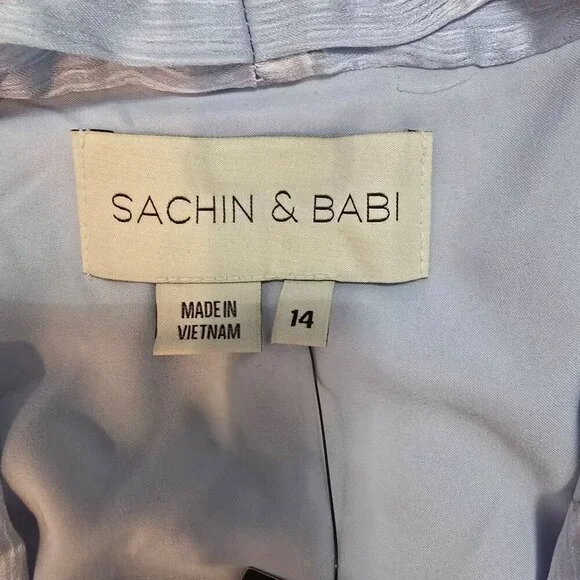 SACHIN & BABI
MADE IN
VIETNAM
14